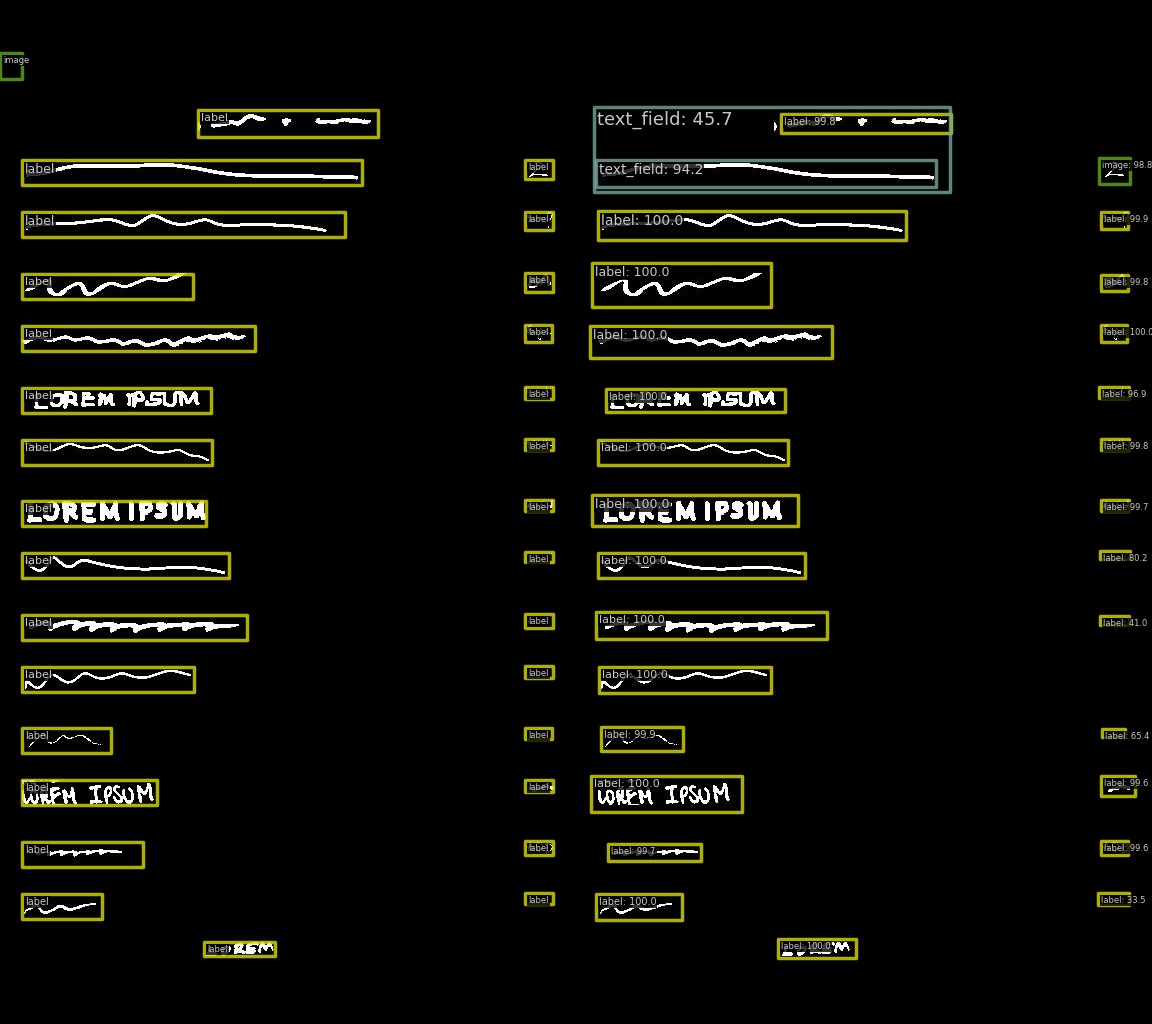 image
label text_field: 45.7 label: 99.8
label label text_field: 94.2 image: 98.8
label label label: 100.0 label: 99.9
label label label: 100.0 label: 99.8
label label label: 100.0 label: 100.0
label LOREM IPSUM label label: 100.0 LOREM IPSUM label: 96.9
label label label: 100.0 label: 99.8
label LOREM IPSUM label label: 100.0 LOREM IPSUM label: 99.7
label label label: 100.0 label: 80.2
label label label: 100.0 label: 41.0
label label label: 100.0
label label label: 99.9 label: 65.4
label LOREM IPSUM label label: 100.0 LOREM IPSUM label: 99.6
label label label: 99.7 label: 99.6
label label label: 100.0 label: 33.5
label LOREM label: 100.0 LOREM